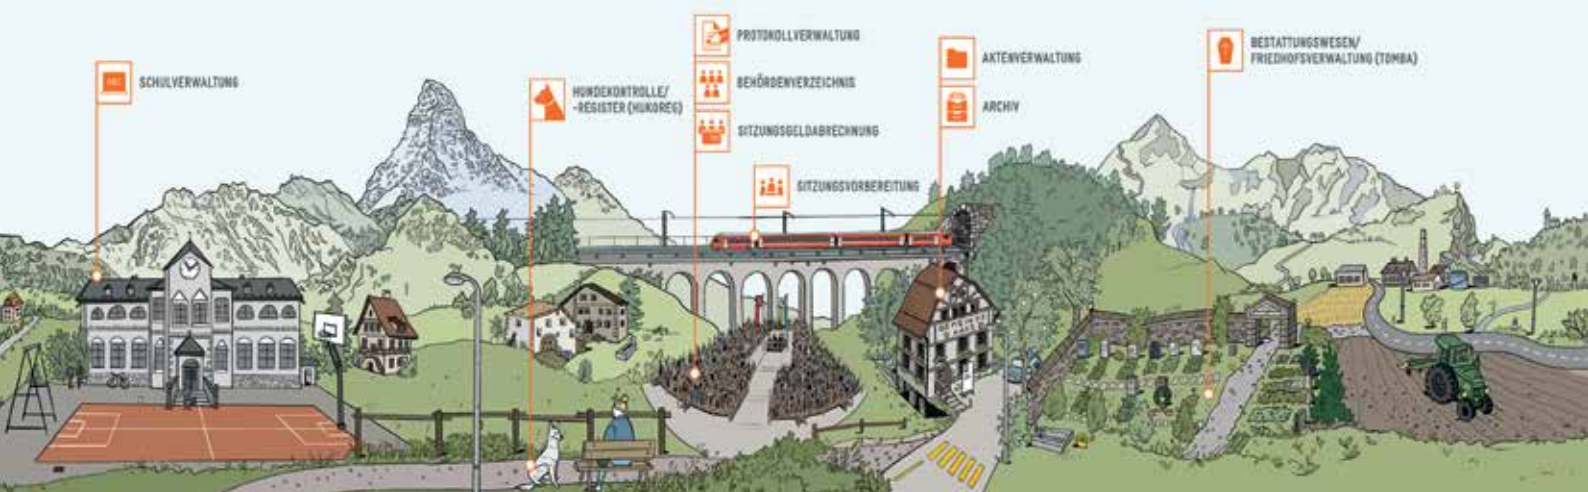 SCHULVERWALTUNG
HUNDEKONTROLLE/
-REGISTER (HUKOREG)
PROTOKOLLVERWALTUNG
BEHÖRDENVERZEICHNIS
SITZUNGSGELDABRECHNUNG
SITZUNGSVORBEREITUNG
AKTENVERWALTUNG
ARCHIV
BESTATTUNGSWESEN/
FRIEDHOFSVERWALTUNG (TOMBA)